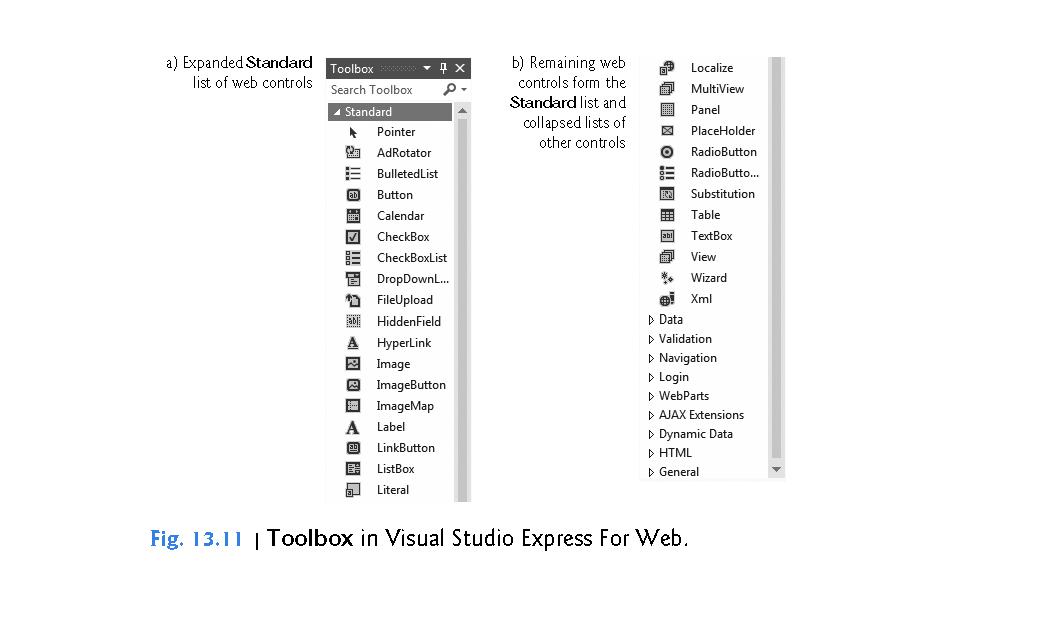 a) Expanded Standard
list of web controls
Toolbox
Search Toolbox
Standard
Pointer
AdRotator
BulletedList
Button
Calendar
CheckBox
CheckBoxList
DropDownL...
FileUpload
HiddenField
HyperLink
Image
ImageButton
ImageMap
Label
LinkButton
ListBox
Literal
b) Remaining web
controls form the
Standard list and
collapsed lists of
other controls
Localize
MultiView
Panel
PlaceHolder
RadioButton
RadioButto...
Substitution
Table
TextBox
View
Wizard
Xml
Data
Validation
Navigation
Login
WebParts
AJAX Extensions
Dynamic Data
HTML
General
Fig. 13.11 | Toolbox in Visual Studio Express For Web.